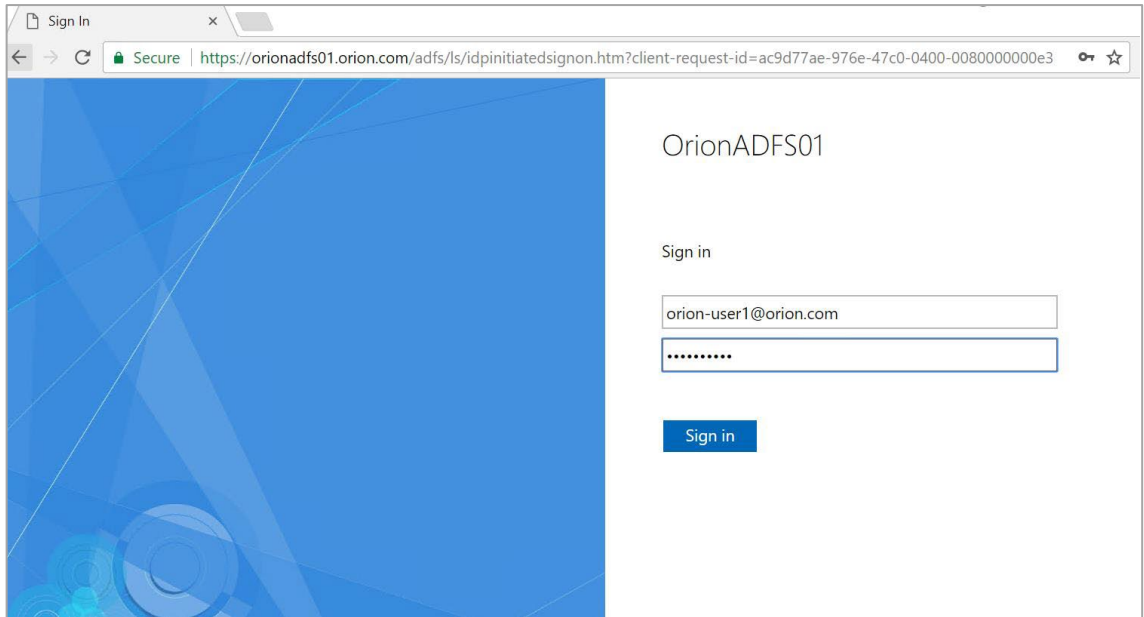 Sign In
Secure https://orionadfs01.orion.com/adfs/ls/idpinitiatedsignon.htm?client-request-id=ac9d77ae-976e-47c0-0400-0080000000e3
OrionADFS01
Sign in
orion-user1@orion.com
••••••••••
Sign in